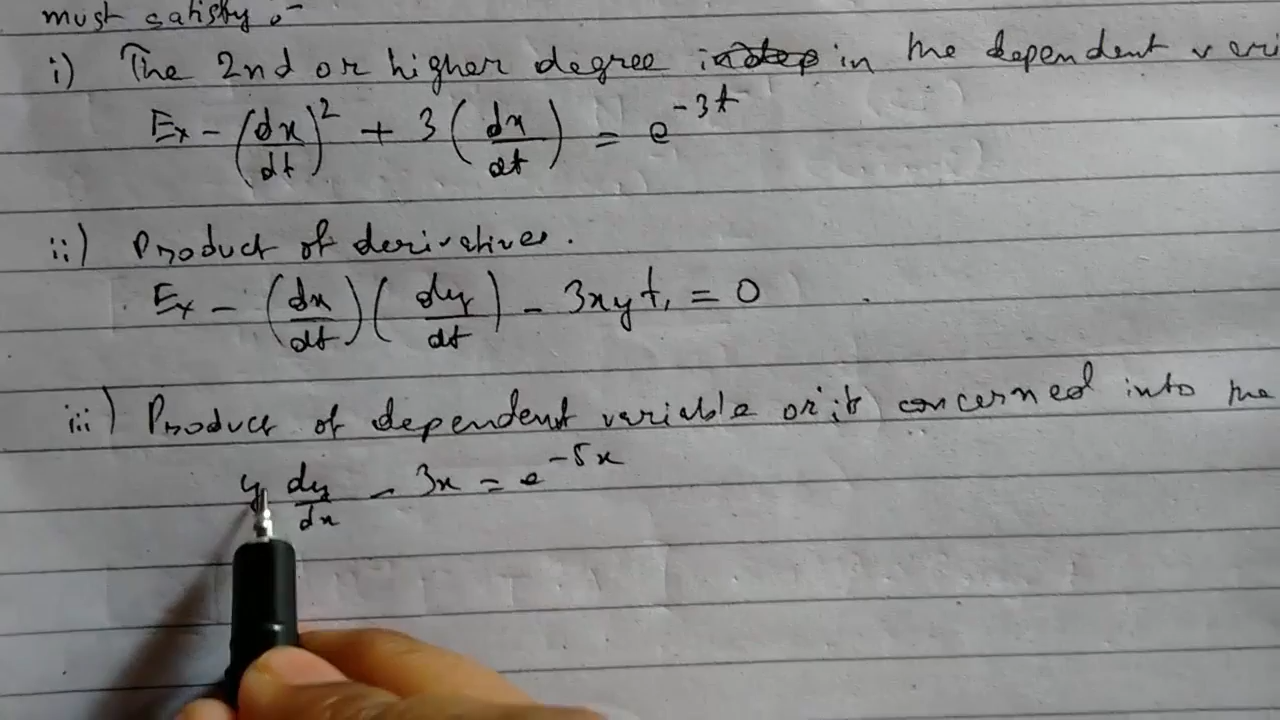 must satisfy :-
i) The 2nd or higher degree in the dependent vari
Ex - (dx/dt)² + 3 (dx/dt) = e^-3t
ii) Product of derivatives.
Ex - (dx/dt) (dy/dt) - 3xyt, = 0
iii) Product of dependent variable or it concerned into the
y dy/dx - 3x = e^-5x